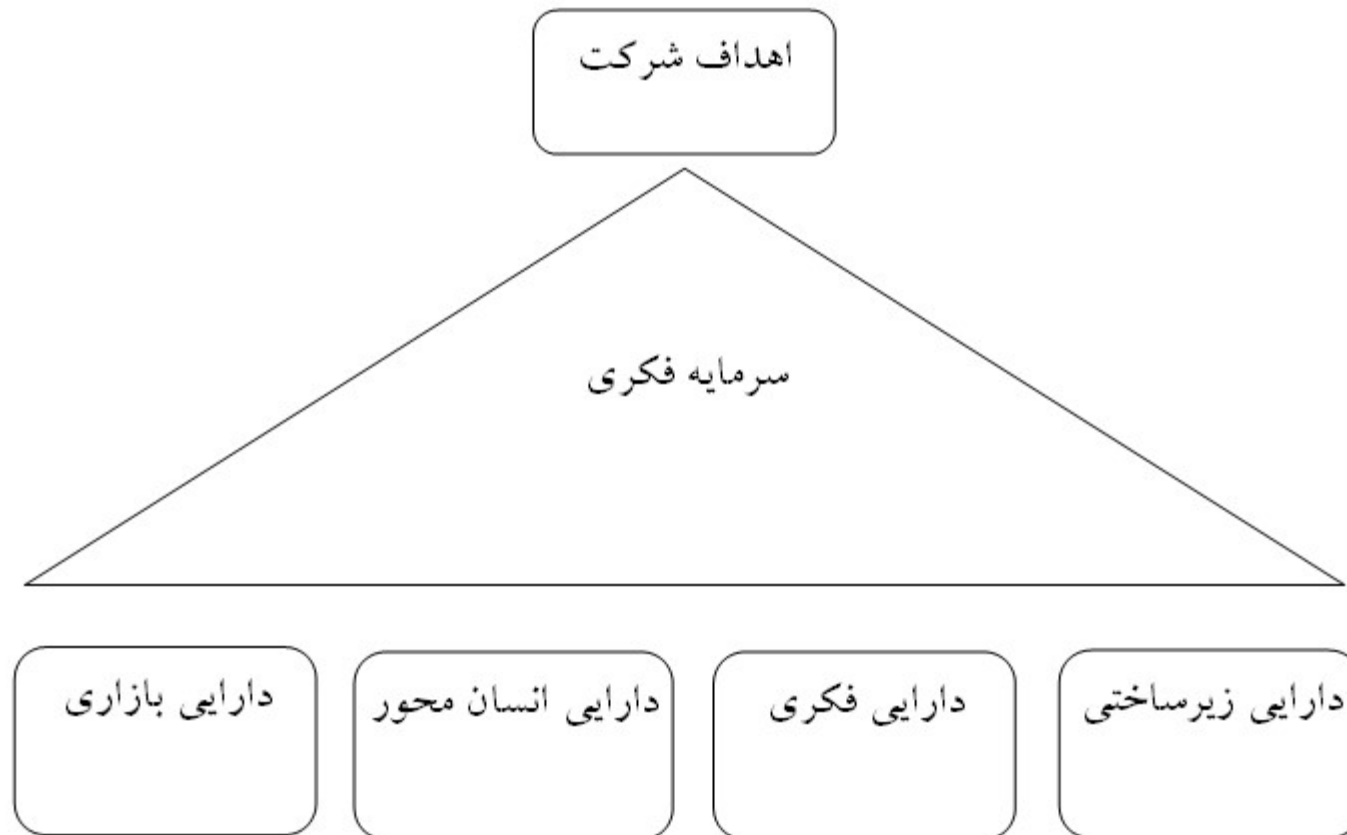 اهداف شرکت
سرمایه فکری
دارایی زیرساختی
دارایی فکری
دارایی انسان محور
دارایی بازاری